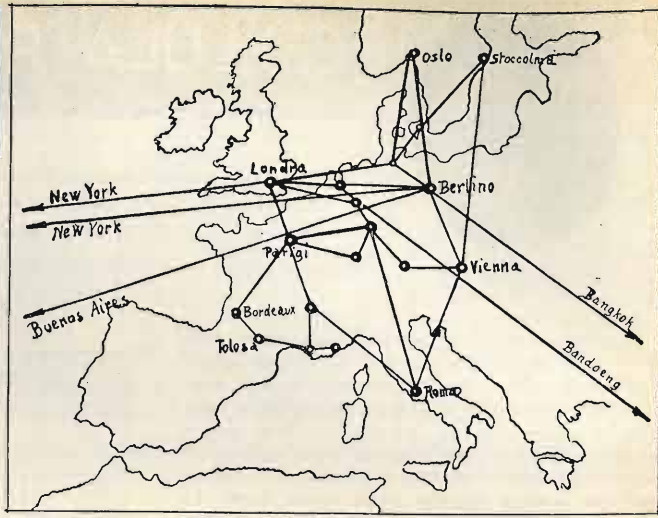 Oslo
Stoccolma
Londra
New York
New York
Berlino
Parigi
Vienna
Buenos Aires
Bordeaux
Bangkok
Bandoeng
Tolosa
Roma